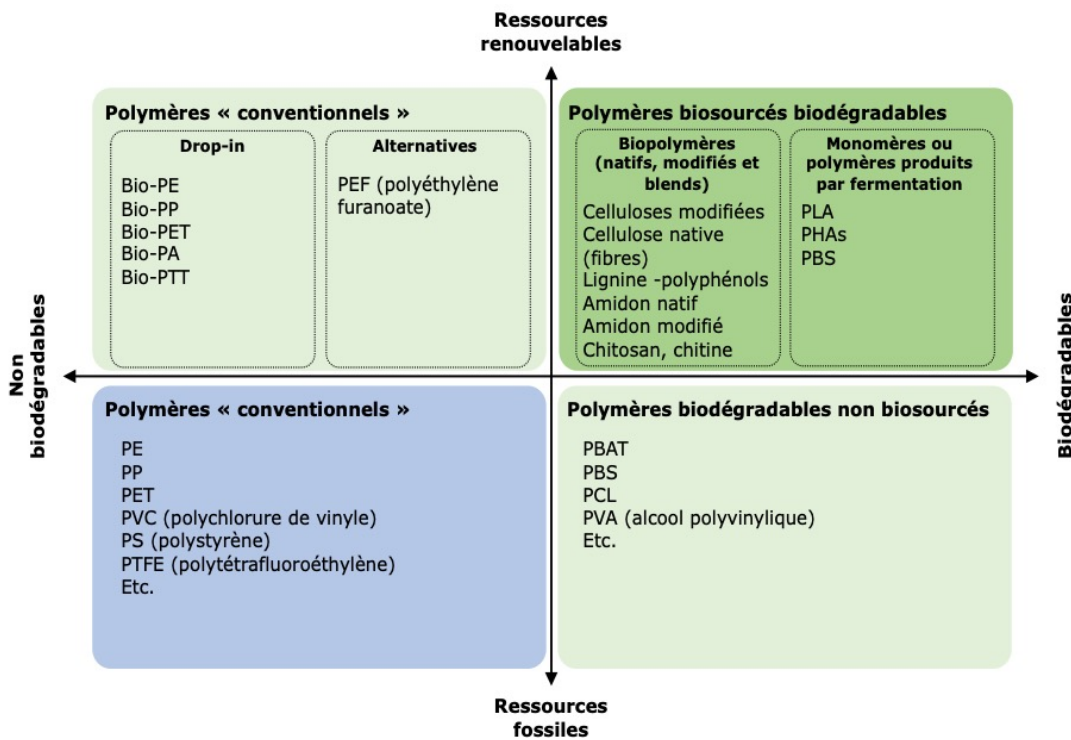 Ressources
renouvelables
Polymères « conventionnels »
Drop-in
Bio-PE
Bio-PP
Bio-PET
Bio-PA
Bio-PTT
Alternatives
PEF (polyéthylène
furanoate)
Polymères biosourcés biodégradables
Biopolymères
(natifs, modifiés et
blends)
Celluloses modifiées
Cellulose native
(fibres)
Lignine -polyphénols
Amidon natif
Amidon modifié
Chitosan, chitine
Monomères ou
polymères produits
par fermentation
PLA
PHAs
PBS
Non
biodégradables
Biodégradables
Polymères « conventionnels »
PE
PP
PET
PVC (polychlorure de vinyle)
PS (polystyrène)
PTFE (polytétrafluoroéthylène)
Etc.
Polymères biodégradables non biosourcés
PBAT
PBS
PCL
PVA (alcool polyvinylique)
Etc.
Ressources
fossiles